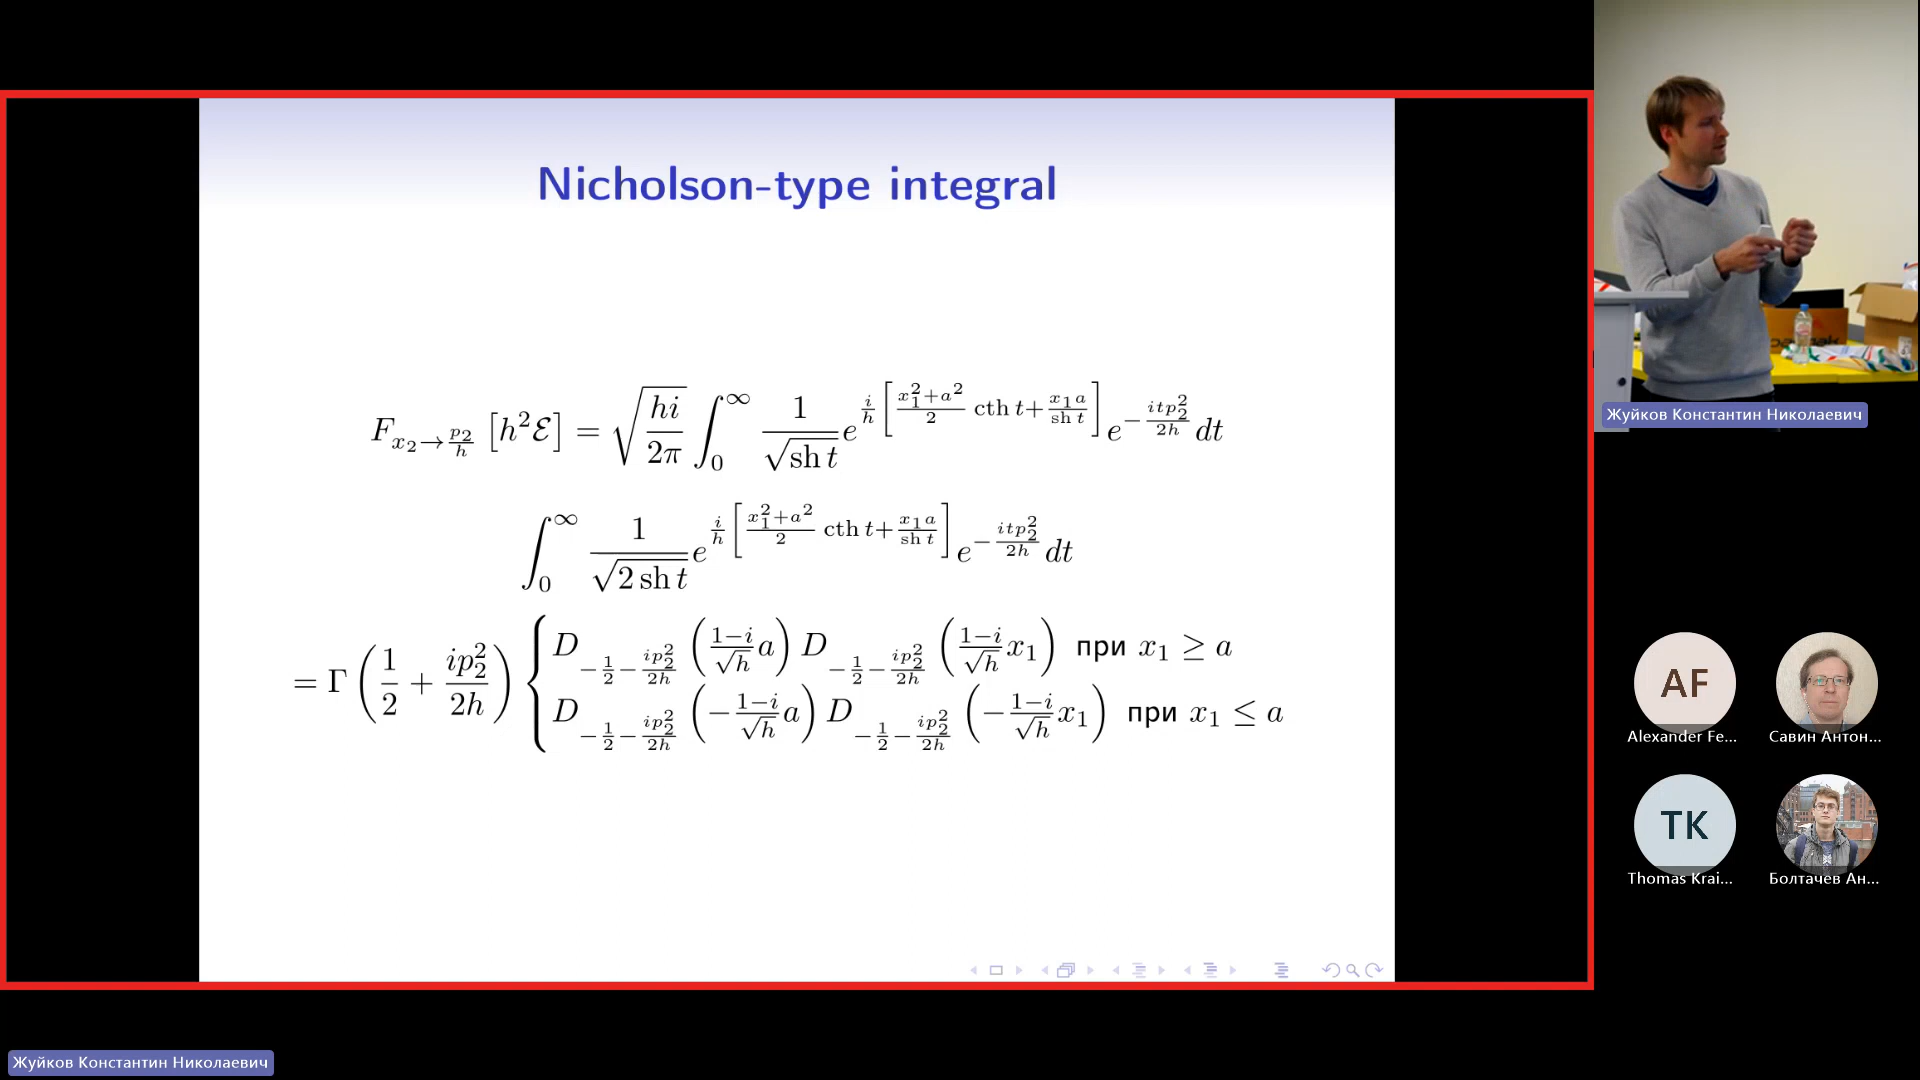 Nicholson-type integral
$F_{x_2 \to \frac{p_2}{h}} \left[h^2 \mathcal{E}\right] = \sqrt{\frac{hi}{2\pi}} \int_0^\infty \frac{1}{\sqrt{\operatorname{sh} t}} e^{\frac{i}{h}\left[\frac{x_1^2+a^2}{2} \operatorname{cth} t + \frac{x_1 a}{\operatorname{sh} t}\right]} e^{-\frac{itp_2^2}{2h}} dt$
$\int_0^\infty \frac{1}{\sqrt{2 \operatorname{sh} t}} e^{\frac{i}{h}\left[\frac{x_1^2+a^2}{2} \operatorname{cth} t + \frac{x_1 a}{\operatorname{sh} t}\right]} e^{-\frac{itp_2^2}{2h}} dt$
$= \Gamma\left(\frac{1}{2} + \frac{ip_2^2}{2h}\right) \begin{cases} D_{-\frac{1}{2}-\frac{ip_2^2}{2h}}\left(\frac{1-i}{\sqrt{h}}a\right) D_{-\frac{1}{2}-\frac{ip_2^2}{2h}}\left(\frac{1-i}{\sqrt{h}}x_1\right) \text{ при } x_1 \geq a \\ D_{-\frac{1}{2}-\frac{ip_2^2}{2h}}\left(-\frac{1-i}{\sqrt{h}}a\right) D_{-\frac{1}{2}-\frac{ip_2^2}{2h}}\left(-\frac{1-i}{\sqrt{h}}x_1\right) \text{ при } x_1 \leq a \end{cases}$
Жуйков Константин Николаевич
AF
Alexander Fe...
Савин Антон...
TK
Thomas Krai...
Болтачев Ан...
Жуйков Константин Николаевич